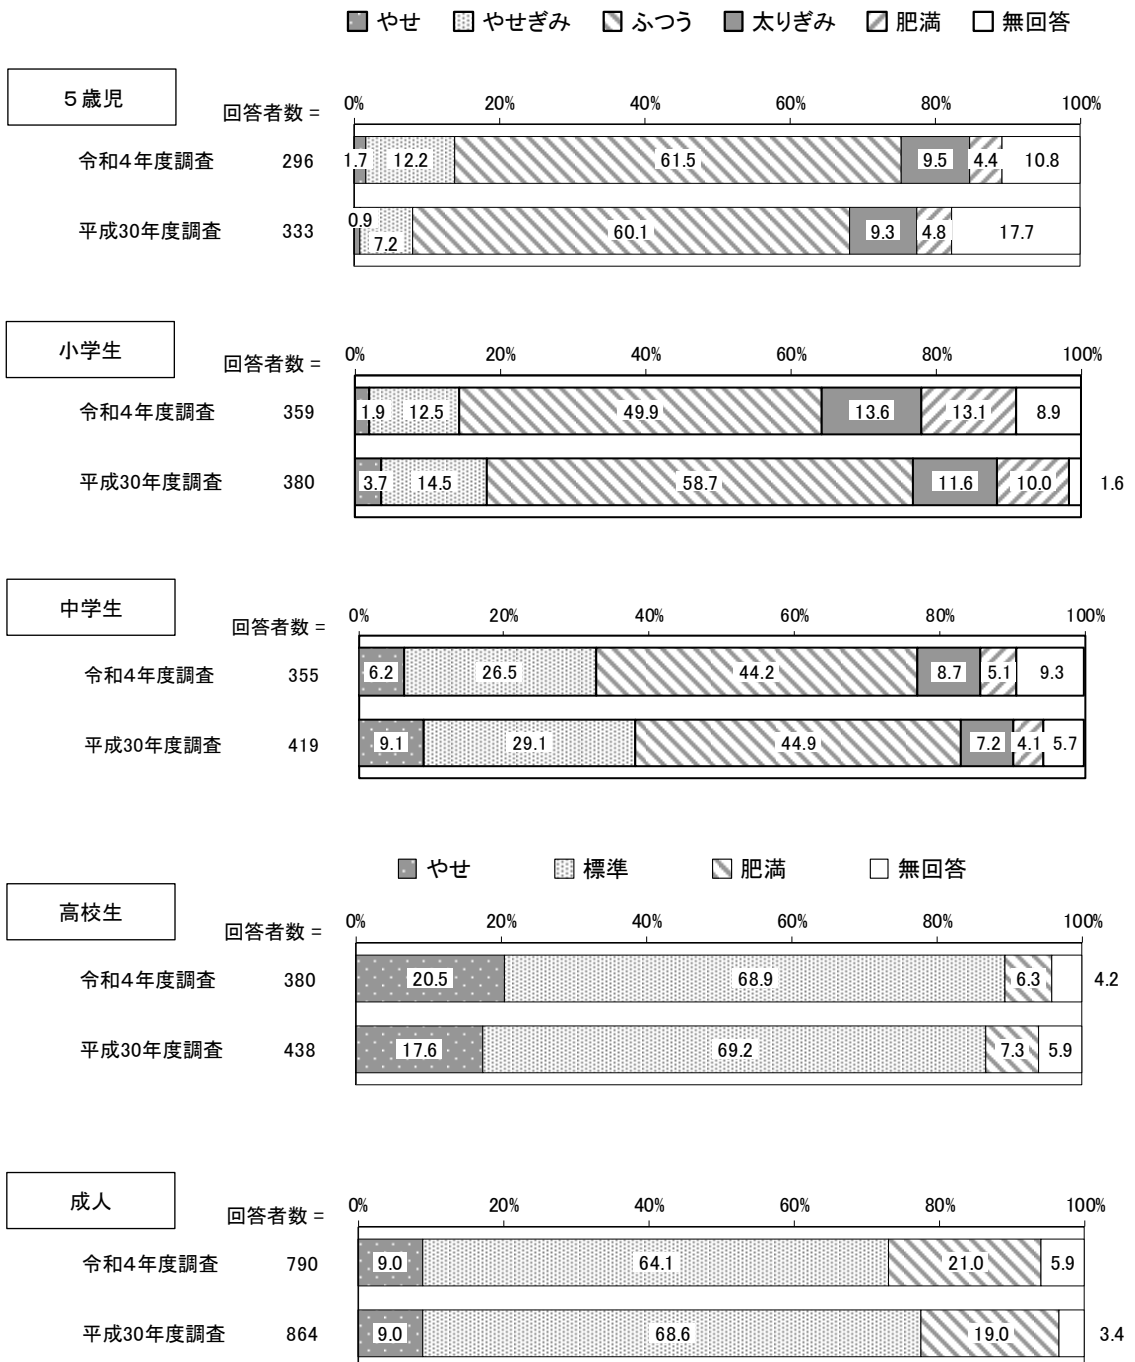 やせ やせぎみ ふつう 太りぎみ 肥満 無回答
5歳児
回答者数 = 0% 20% 40% 60% 80% 100%
令和4年度調査 296 1.7 12.2 61.5 9.5 4.4 10.8
平成30年度調査 333 0.9 7.2 60.1 9.3 4.8 17.7
小学生
回答者数 = 0% 20% 40% 60% 80% 100%
令和4年度調査 359 1.9 12.5 49.9 13.6 13.1 8.9
平成30年度調査 380 3.7 14.5 58.7 11.6 10.0 1.6
中学生
回答者数 = 0% 20% 40% 60% 80% 100%
令和4年度調査 355 6.2 26.5 44.2 8.7 5.1 9.3
平成30年度調査 419 9.1 29.1 44.9 7.2 4.1 5.7
やせ 標準 肥満 無回答
高校生
回答者数 = 0% 20% 40% 60% 80% 100%
令和4年度調査 380 20.5 68.9 6.3 4.2
平成30年度調査 438 17.6 69.2 7.3 5.9
成人
回答者数 = 0% 20% 40% 60% 80% 100%
令和4年度調査 790 9.0 64.1 21.0 5.9
平成30年度調査 864 9.0 68.6 19.0 3.4